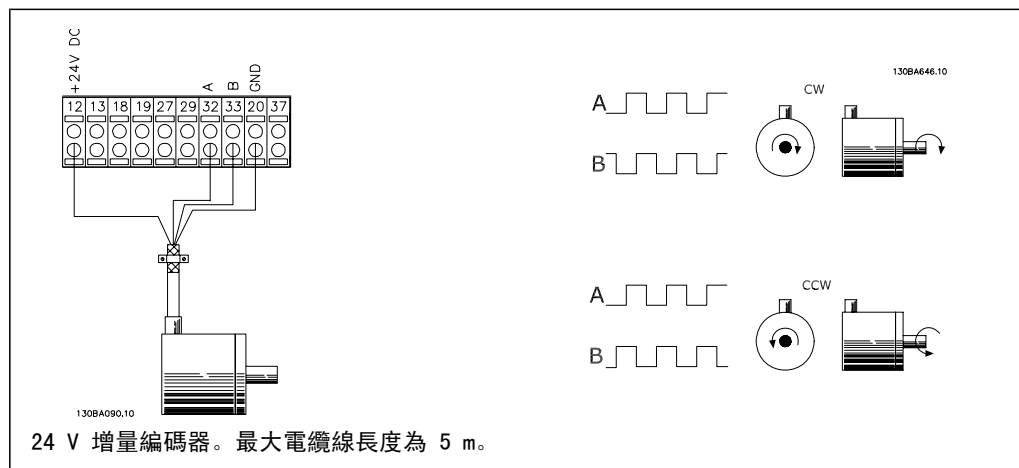 +24V DC
A
B
GND
12 13 18 19 27 29 32 33 20 37
130BA090.10
130BA646.10
A
B
CW
A
B
CCW
24 V 增量編碼器。最大電纜線長度為 5 m。